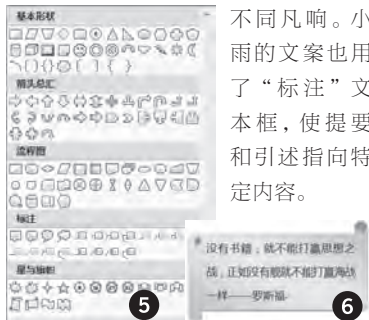 基本形状
箭头总汇
流程图
标注
星与旗帜
5
不同凡响。小
雨的文案也用
了“标注”文
本框，使提要
和引述指向特
定内容。
没有书籍；就不能打赢思想之
战，正如没有舰就不能打赢海战
一样——罗斯福
6